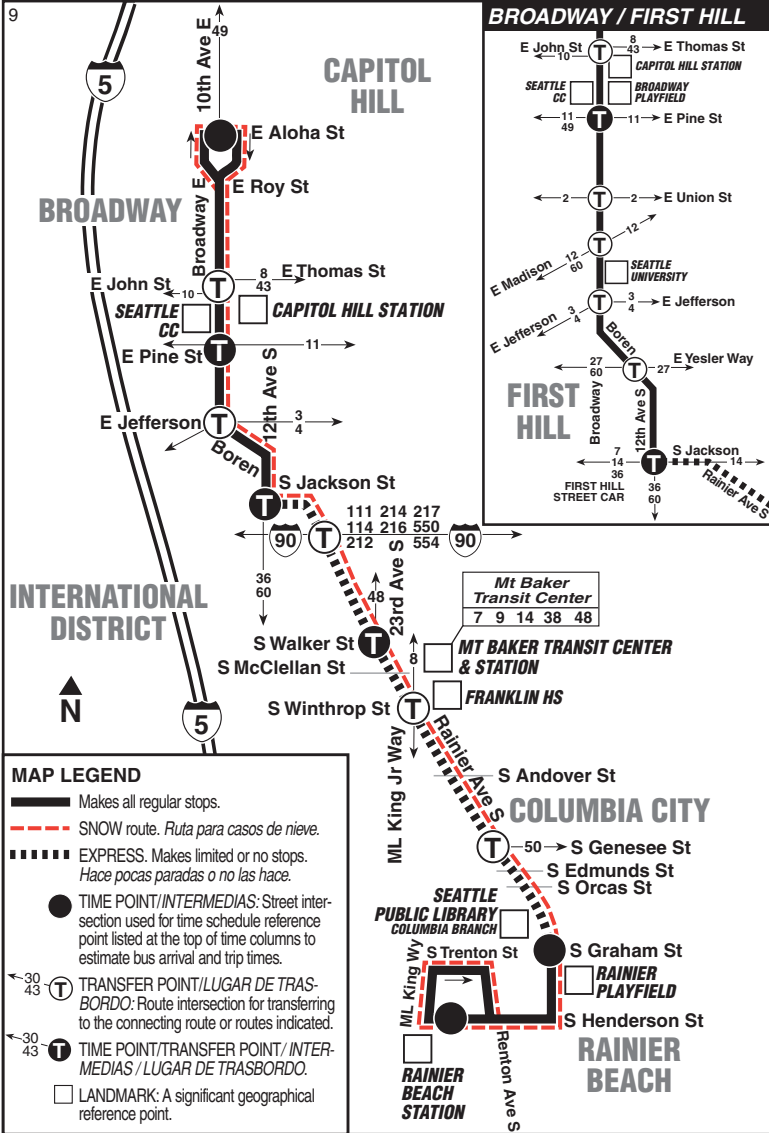 9
10th Ave E
49
5
CAPITOL
HILL
E Aloha St
E Roy St
BROADWAY
Broadway E
E John St
10
8
43
E Thomas St
SEATTLE
CC
CAPITOL HILL STATION
E Pine St
11
12th Ave S
E Jefferson
3
4
Boren
S Jackson St
111 214 217
114 216 550
212 554
90
90
36
60
INTERNATIONAL
DISTRICT
48
23rd Ave S
Mt Baker
Transit Center
7 9 14 38 48
S Walker St
MT BAKER TRANSIT CENTER
& STATION
S McClellan St
8
FRANKLIN HS
S Winthrop St
N
5
ML King Jr Way
Rainier Ave S
S Andover St
COLUMBIA CITY
50
S Genesee St
S Edmunds St
S Orcas St
SEATTLE
PUBLIC LIBRARY
COLUMBIA BRANCH
S Graham St
S Trenton St
ML King Wy
RAINIER
PLAYFIELD
S Henderson St
RAINIER
BEACH
STATION
Renton Ave S
RAINIER
BEACH
BROADWAY / FIRST HILL
E John St
10
T
8
43
E Thomas St
CAPITOL HILL STATION
SEATTLE
CC
BROADWAY
PLAYFIELD
11
49
T
11
E Pine St
2
T
2
E Union St
12
12
60
T
E Madison
SEATTLE
UNIVERSITY
3
4
T
3
4
E Jefferson
E Jefferson
Boren
27
60
T
27
E Yesler Way
FIRST
HILL
Broadway
12th Ave S
7
14
36
T
S Jackson
14
FIRST HILL
STREET CAR
36
60
Rainier Ave S
T
T
T
T
T
T
T
T
MAP LEGEND
Makes all regular stops.
SNOW route. Ruta para casos de nieve.
EXPRESS. Makes limited or no stops.
Hace pocas paradas o no las hace.
TIME POINT/INTERMEDIAS: Street inter-
section used for time schedule reference
point listed at the top of time columns to
estimate bus arrival and trip times.
30
43
T
TRANSFER POINT/LUGAR DE TRAS-
BORDO: Route intersection for transferring
to the connecting route or routes indicated.
30
43
T
TIME POINT/TRANSFER POINT/ INTER-
MEDIAS / LUGAR DE TRASBORDO.
LANDMARK: A significant geographical
reference point.